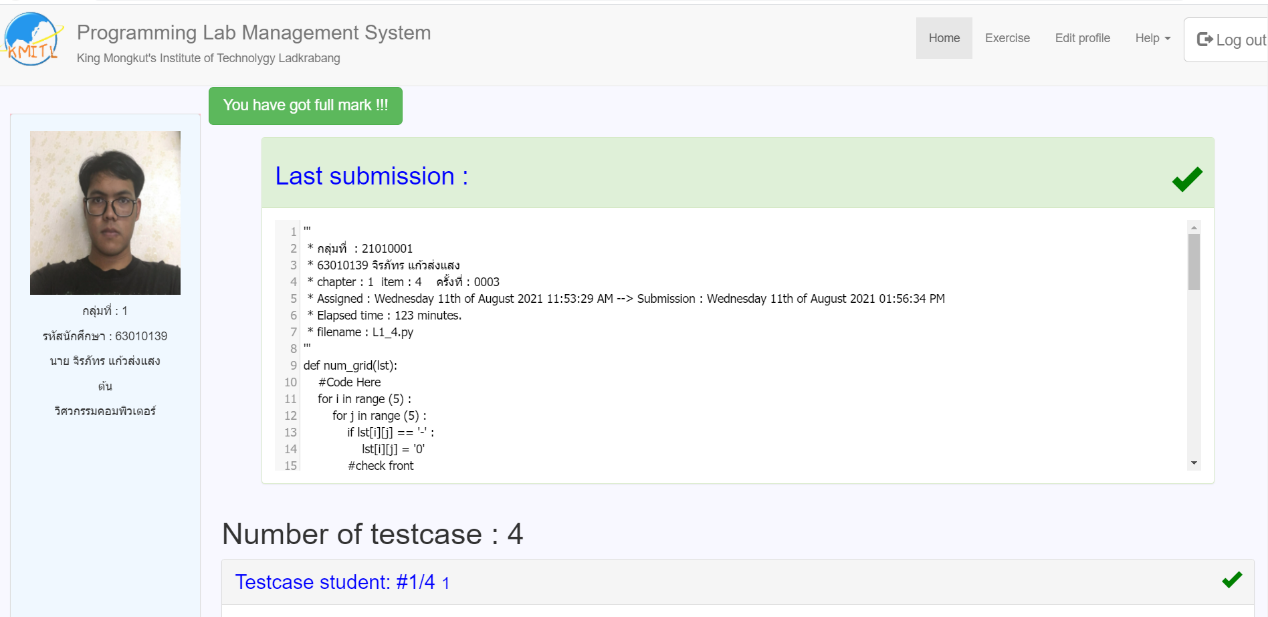 KMITL
Programming Lab Management System
King Mongkut's Institute of Technolygy Ladkrabang
Home
Exercise
Edit profile
Help
Log out
You have got full mark !!!
กลุ่มที่ : 1
รหัสนักศึกษา : 63010139
นาย จิรภัทร แก้วส่งแสง
ต้น
วิศวกรรมคอมพิวเตอร์
Last submission :
1 '''
2 * กลุ่มที่ : 21010001
3 * 63010139 จิรภัทร แก้วส่งแสง
4 * chapter : 1 item : 4 ครั้งที่ : 0003
5 * Assigned : Wednesday 11th of August 2021 11:53:29 AM --> Submission : Wednesday 11th of August 2021 01:56:34 PM
6 * Elapsed time : 123 minutes.
7 * filename : L1_4.py
8 '''
9 def num_grid(lst):
10 #Code Here
11 for i in range (5) :
12 for j in range (5) :
13 if lst[i][j] == '-' :
14 lst[i][j] = '0'
15 #check front
Number of testcase : 4
Testcase student: #1/4 1